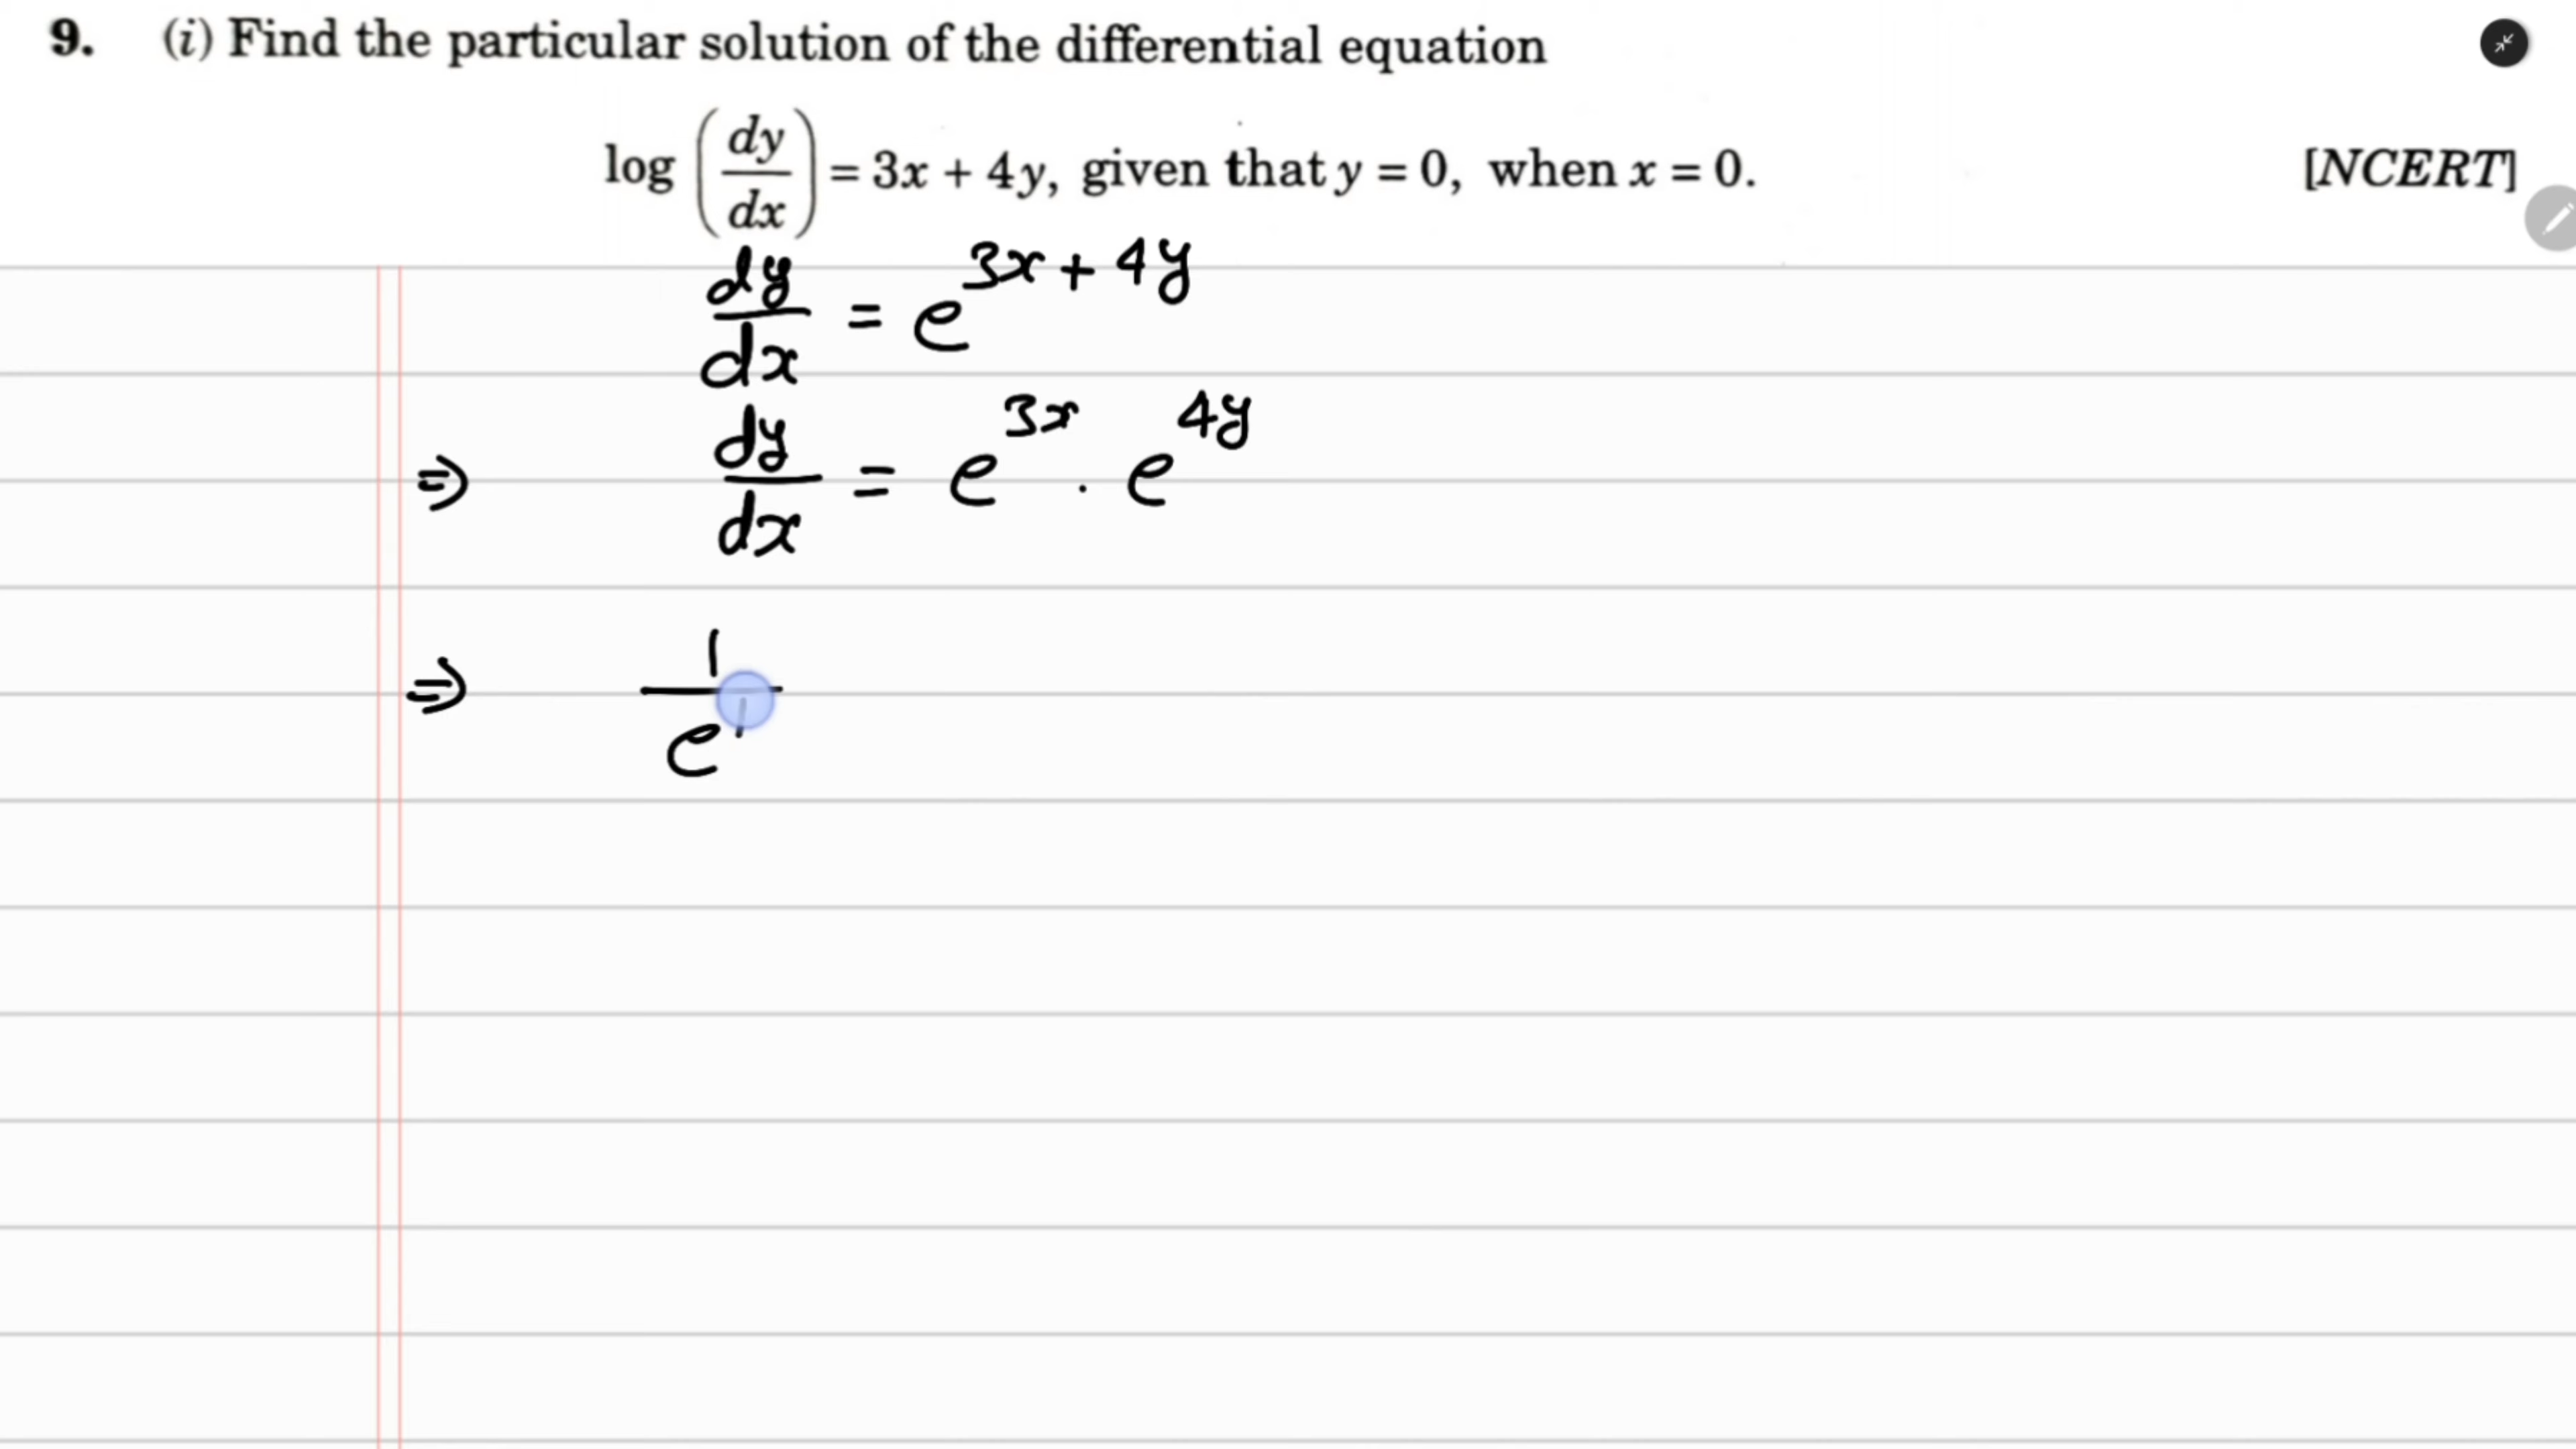 9. (i) Find the particular solution of the differential equation
log (dy/dx) = 3x + 4y, given that y = 0, when x = 0. [NCERT]
dy/dx = e^{3x + 4y}
⇒ dy/dx = e^{3x} . e^{4y}
⇒ 1/e